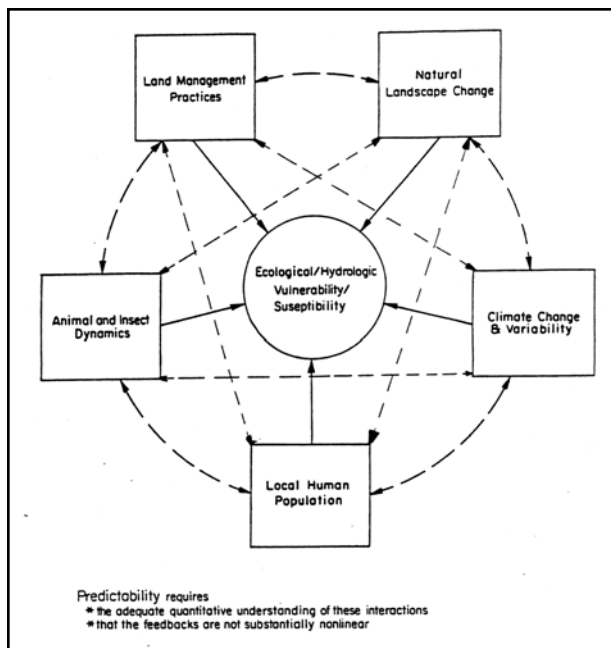 Land Management
Practices
Natural
Landscape Change
Ecological/Hydrologic
Vulnerability/
Suseptibility
Animal and Insect
Dynamics
Climate Change
& Variability
Local Human
Population
Predictability requires
* the adequate quantitative understanding of these interactions
* that the feedbacks are not substantially nonlinear